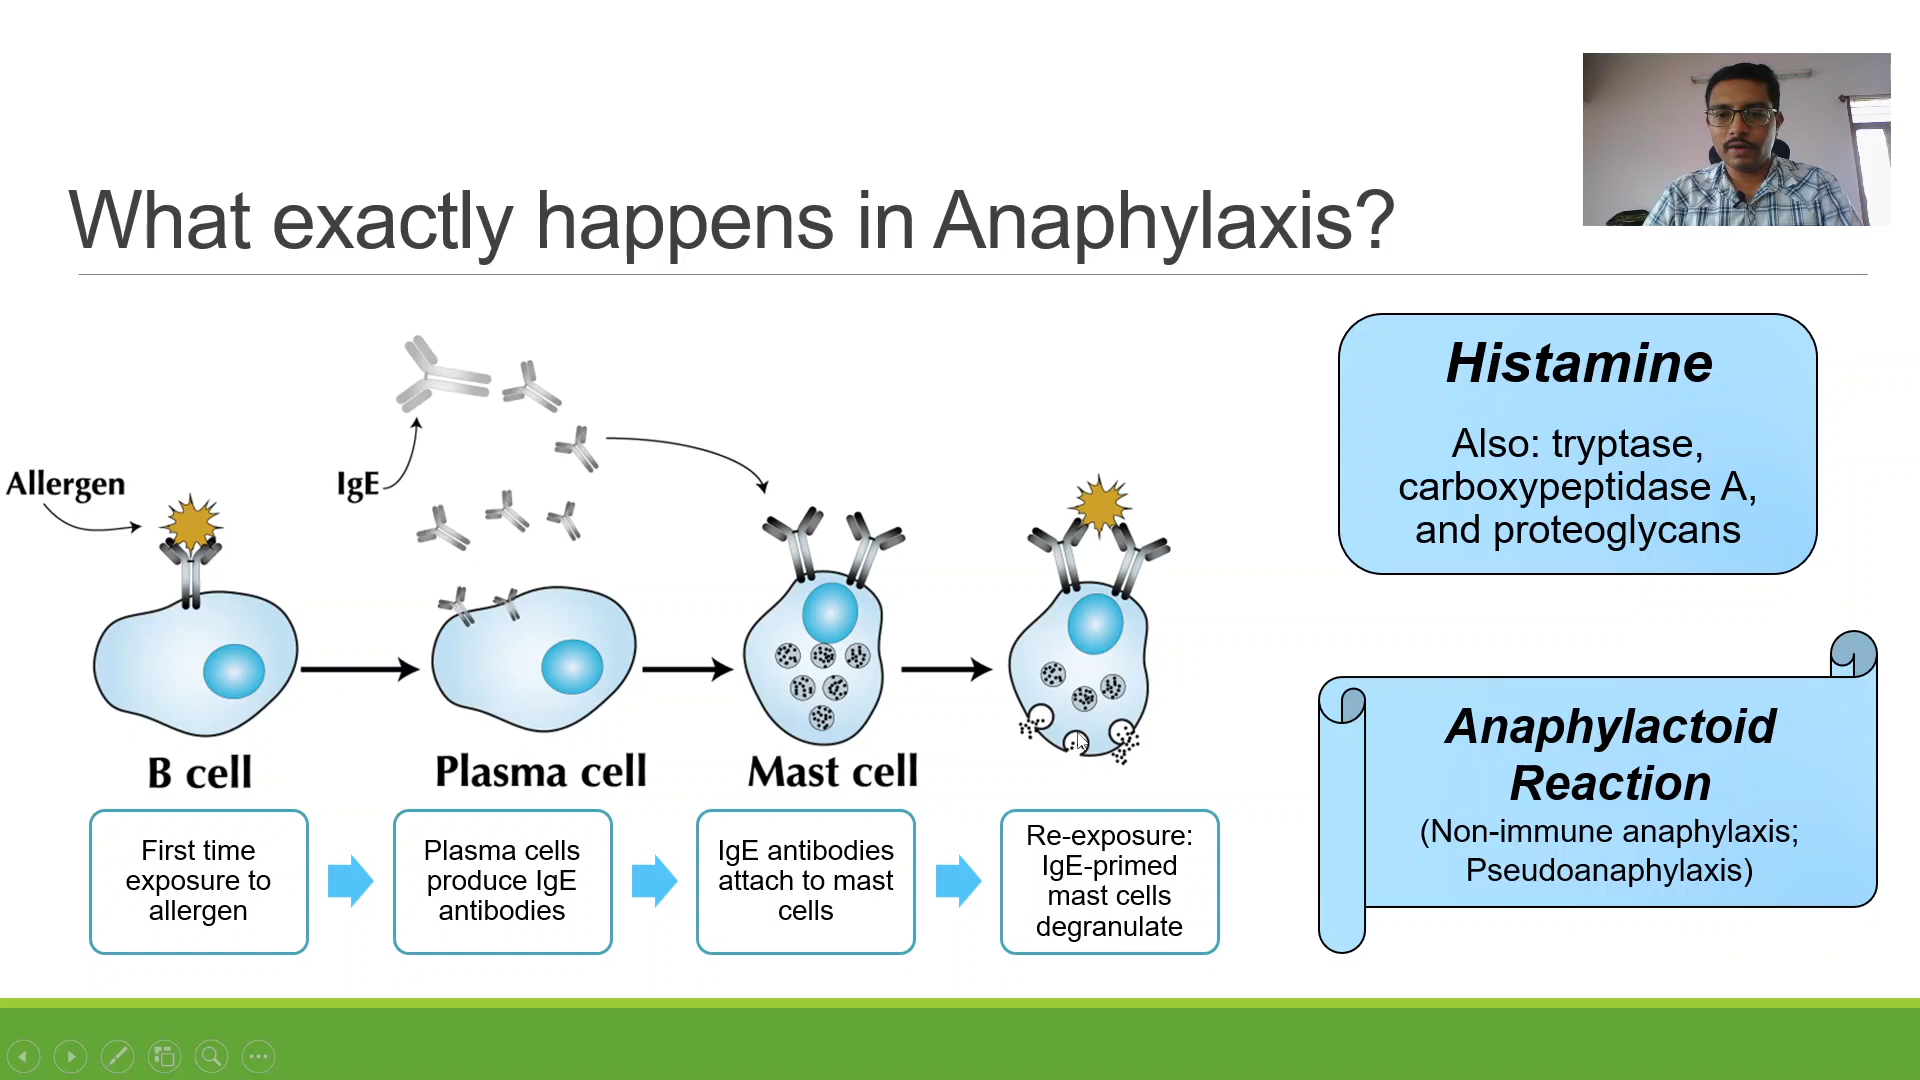 What exactly happens in Anaphylaxis?
Allergen
IgE
B cell
Plasma cell
Mast cell
First time
exposure to
allergen
Plasma cells
produce IgE
antibodies
IgE antibodies
attach to mast
cells
Re-exposure:
IgE-primed
mast cells
degranulate
Histamine
Also: tryptase,
carboxypeptidase A,
and proteoglycans
Anaphylactoid
Reaction
(Non-immune anaphylaxis;
Pseudoanaphylaxis)